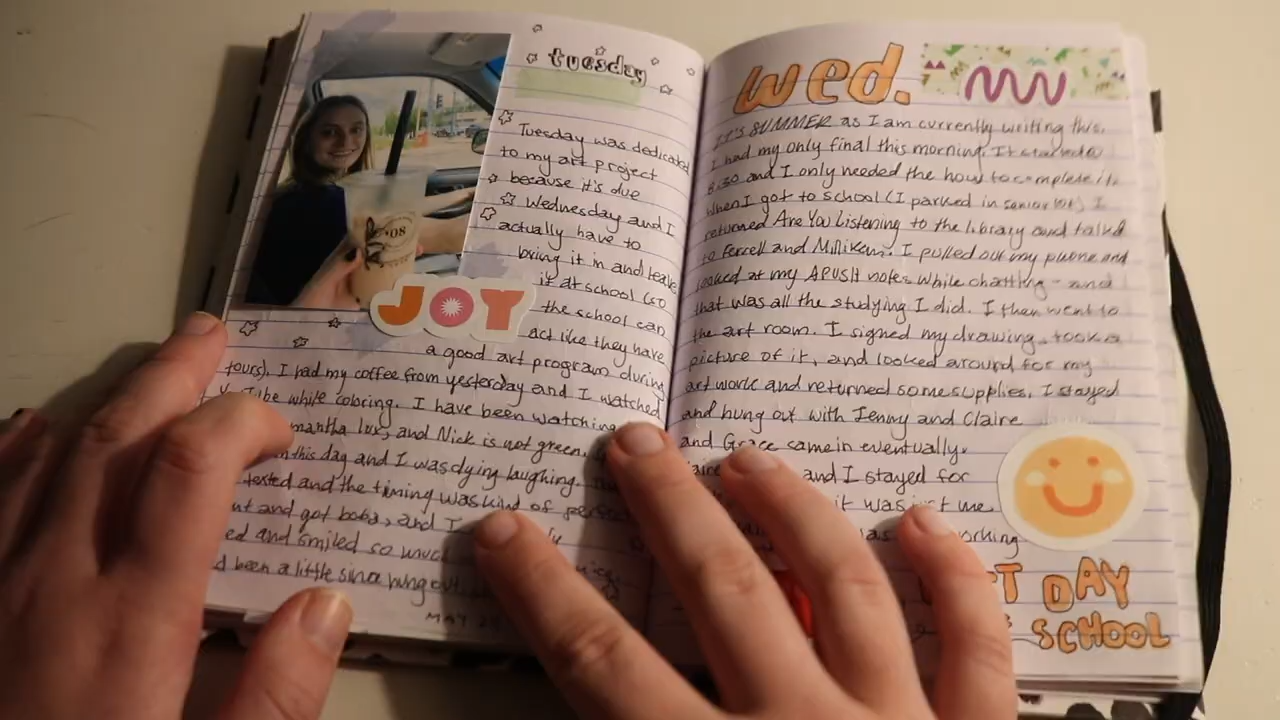 tuesday
Tuesday was dedicated
to my art project
because it's due
Wednesday and I
actually have to
bring it in and leave
it at school (so
the school can
act like they have
a good art program during
tours). I had my coffee from yesterday and I watched
while coloring. I have been watching
and Nick is not green.
this day and I was dying laughing.
texted and the timing was kind of
and got boba, and I
and smiled so much
been a little since hung out.
MAY
'08
JOY
wed.
IT'S SUMMER as I am currently writing this.
I had my only final this morning. It started @
8:30 and I only needed the how to complete it.
When I got to school (I parked in senior lot) I
returned Are You Listening to the library and talked
to Ferrell and Milliken. I pulled out my phone and
looked at my APUSH notes while chatting - and
that was all the studying I did. I then went to
the art room. I signed my drawing, took a
picture of it, and looked around for my
art work and returned some supplies. I stayed
and hung out with Jenny and Claire
and Grace came in eventually.
and I stayed for
it was just me
DAY
SCHOOL